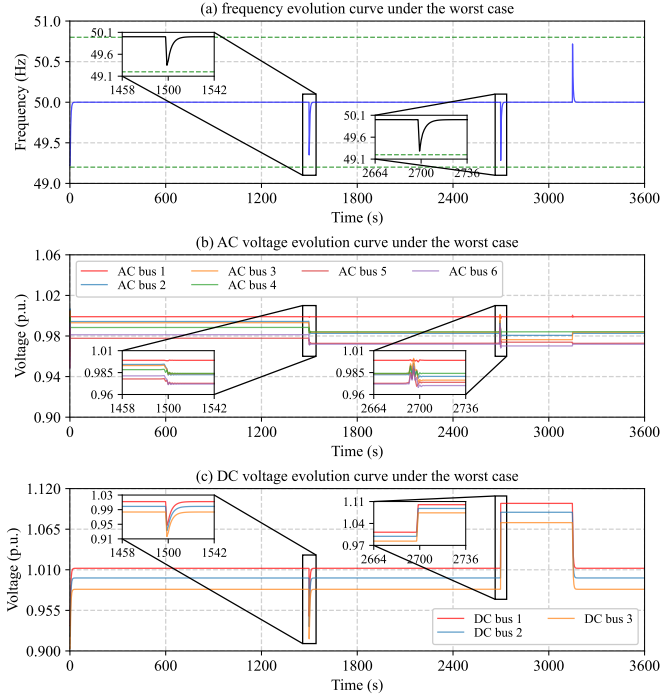 (a) frequency evolution curve under the worst case
Frequency (Hz)
51.0
50.5
50.0
49.5
49.0
50.1
49.6
49.1
1458 1500 1542
50.1
49.6
49.1
2664 2700 2736
0 600 1200 1800 2400 3000 3600
Time (s)
(b) AC voltage evolution curve under the worst case
Voltage (p.u.)
1.06
1.02
0.98
0.94
0.90
AC bus 1 AC bus 3 AC bus 5 AC bus 6
AC bus 2 AC bus 4
1.01
0.985
0.96
1458 1500 1542
1.01
0.985
0.96
2664 2700 2736
0 600 1200 1800 2400 3000 3600
Time (s)
(c) DC voltage evolution curve under the worst case
Voltage (p.u.)
1.120
1.065
1.010
0.955
0.900
1.03
0.99
0.95
0.91
1458 1500 1542
1.11
1.04
0.97
2664 2700 2736
DC bus 1 DC bus 3
DC bus 2
0 600 1200 1800 2400 3000 3600
Time (s)